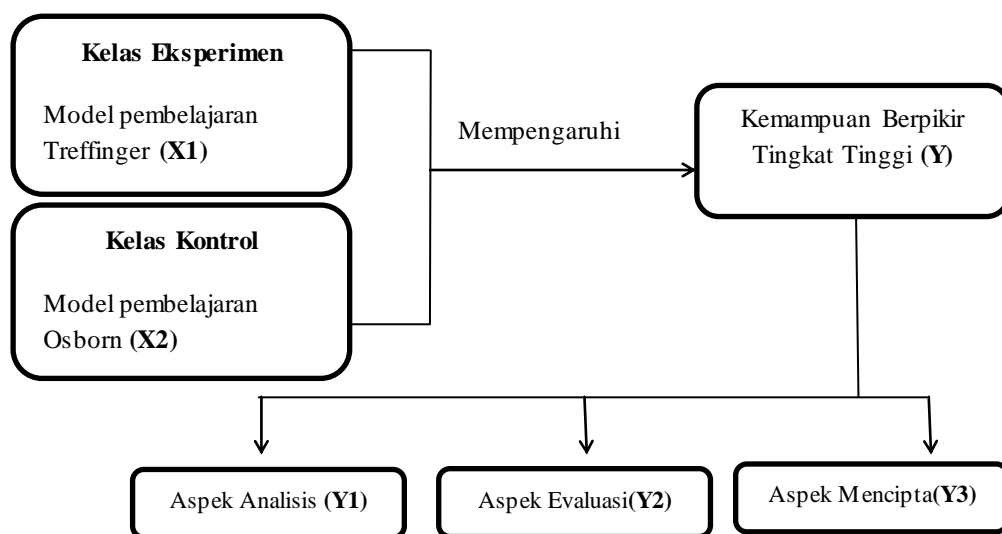 Kelas Eksperimen
Model pembelajaran
Treffinger (X1)
Mempengaruhi
Kemampuan Berpikir
Tingkat Tinggi (Y)
Kelas Kontrol
Model pembelajaran
Osborn (X2)
Aspek Analisis (Y1)
Aspek Evaluasi(Y2)
Aspek Mencipta(Y3)